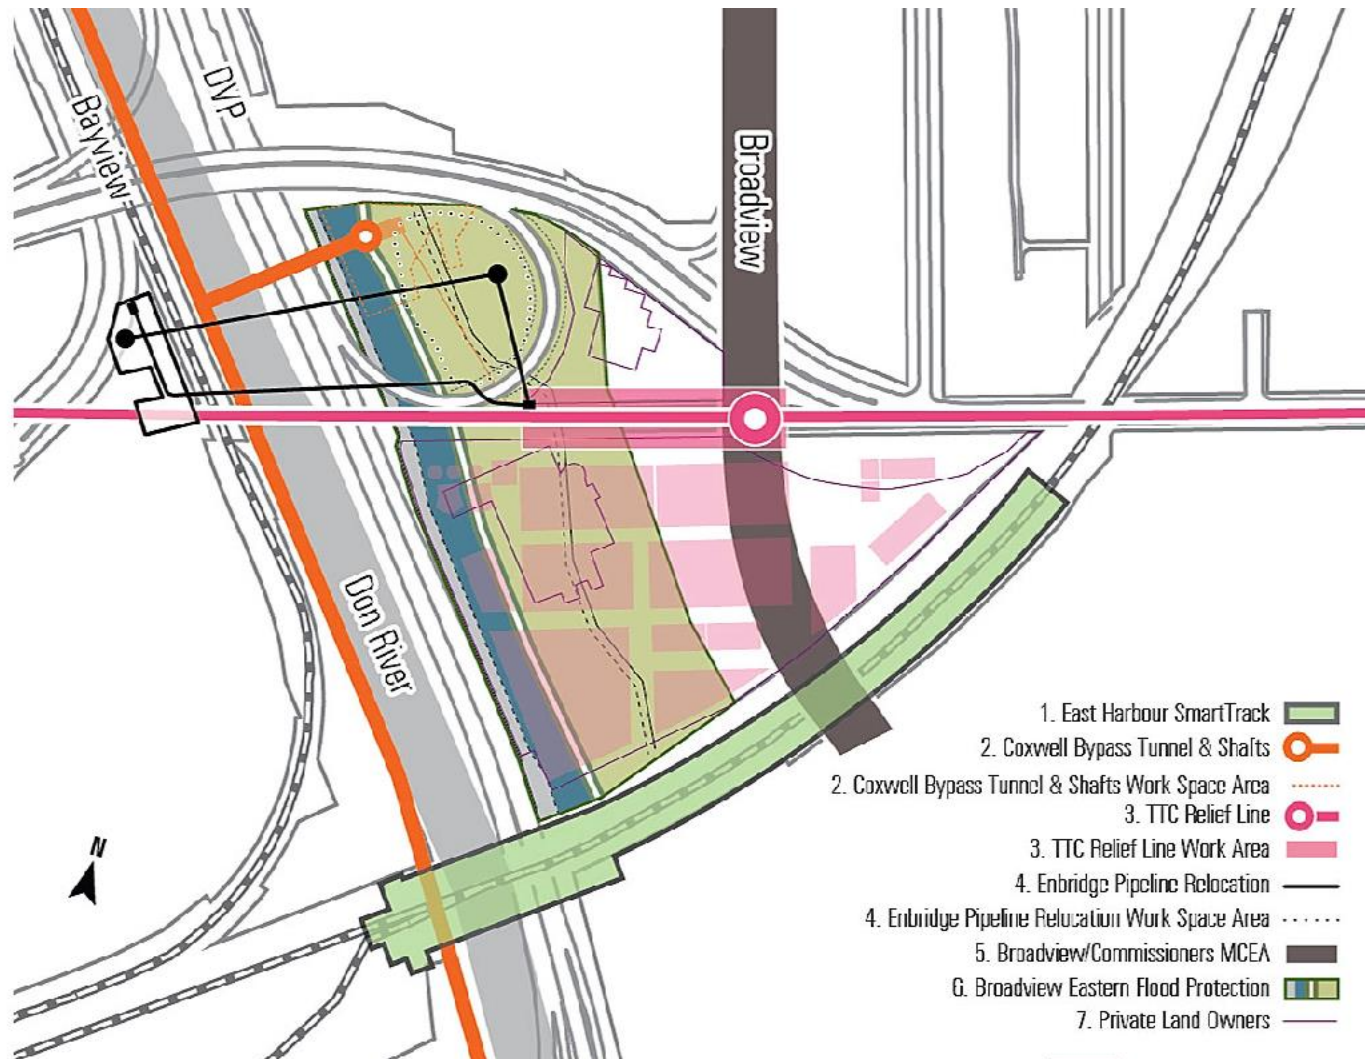 DVP
Bayview
Broadview
Don River
N
1. East Harbour SmartTrack
2. Coxwell Bypass Tunnel & Shafts
2. Coxwell Bypass Tunnel & Shafts Work Space Area
3. TTC Relief Line
3. TTC Relief Line Work Area
4. Enbridge Pipeline Relocation
4. Enbridge Pipeline Relocation Work Space Area
5. Broadview/Commissioners MCEA
6. Broadview Eastern Flood Protection
7. Private Land Owners